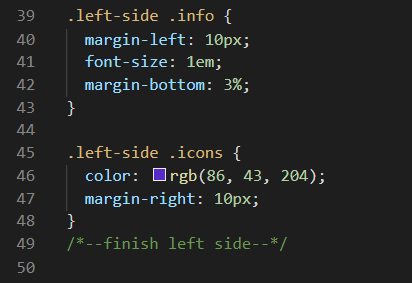 39 .left-side .info {
40 margin-left: 10px;
41 font-size: 1em;
42 margin-bottom: 3%;
43 }
44
45 .left-side .icons {
46 color: rgb(86, 43, 204);
47 margin-right: 10px;
48 }
49 /*--finish left side--*/
50